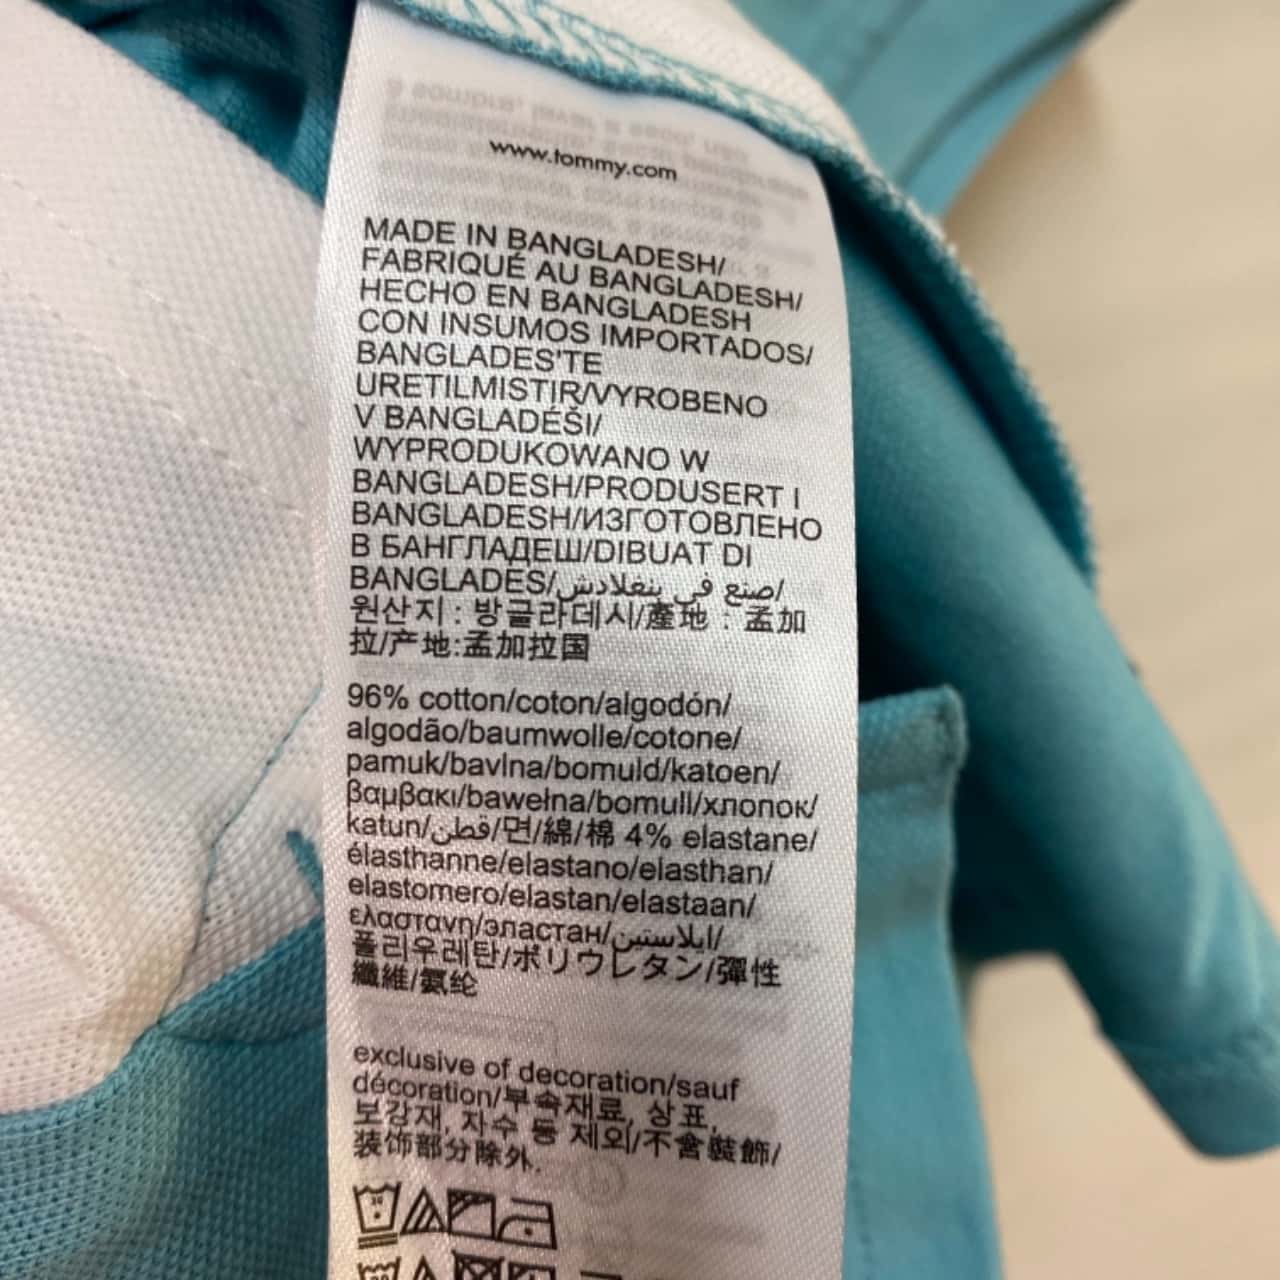 www.tommy.com
MADE IN BANGLADESH/
FABRIQUÉ AU BANGLADESH/
HECHO EN BANGLADESH
CON INSUMOS IMPORTADOS/
BANGLADES'TE
URETILMISTIR/VYROBENO
V BANGLADÉŠI/
WYPRODUKOWANO W
BANGLADESH/PRODUSERT I
BANGLADESH/ИЗГОТОВЛЕНО
В БАНГЛАДЕШ/DIBUAT DI
BANGLADES/صنع في بنغلادش/
원산지 : 방글라데시/產地 : 孟加
拉/产地:孟加拉国
96% cotton/coton/algodón/
algodão/baumwolle/cotone/
pamuk/bavlna/bomuld/katoen/
βαμβακι/bawełna/bomull/хлопок/
katun/قطن/면/綿/棉 4% elastane/
élasthanne/elastano/elasthan/
elastomero/elastan/elastaan/
ελαστανη/эластан/ايلاستين/
폴리우레탄/ポリウレタン/彈性
纖維/氨纶
exclusive of decoration/sauf
décoration/부속재료, 상표,
보강재, 자수, 등 제외/不含裝飾/
装饰部分除外.
30